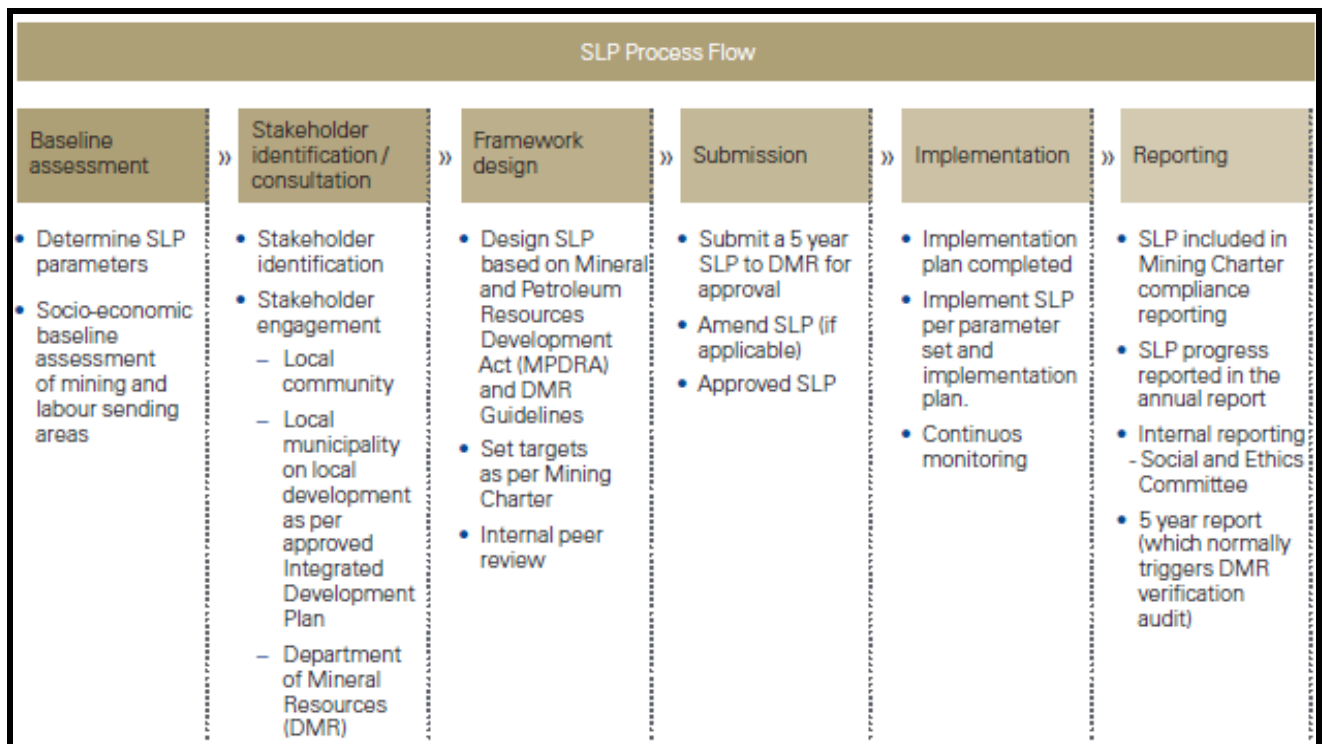 SLP Process Flow
Baseline
assessment
»
Stakeholder
identification /
consultation
»
Framework
design
»
Submission
»
Implementation
»
Reporting
• Determine SLP
parameters
• Socio-economic
baseline
assessment
of mining and
labour sending
areas
• Stakeholder
identification
• Stakeholder
engagement
– Local
community
– Local
municipality
on local
development
as per
approved
Integrated
Development
Plan
– Department
of Mineral
Resources
(DMR)
• Design SLP
based on Mineral
and Petroleum
Resources
Development
Act (MPDRA)
and DMR
Guidelines
• Set targets
as per Mining
Charter
• Internal peer
review
• Submit a 5 year
SLP to DMR for
approval
• Amend SLP (if
applicable)
• Approved SLP
• Implementation
plan completed
• Implement SLP
per parameter
set and
implementation
plan.
• Continuos
monitoring
• SLP included in
Mining Charter
compliance
reporting
• SLP progress
reported in the
annual report
• Internal reporting
- Social and Ethics
Committee
• 5 year report
(which normally
triggers DMR
verification
audit)